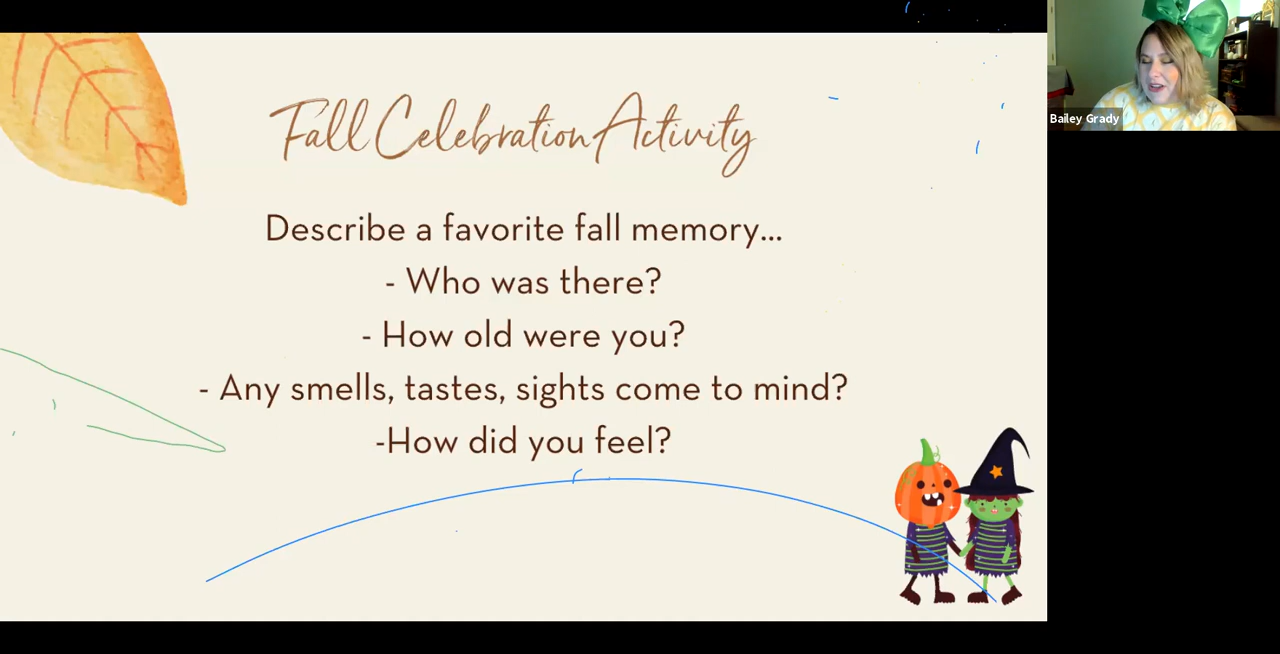 Fall Celebration Activity
Describe a favorite fall memory...
- Who was there?
- How old were you?
- Any smells, tastes, sights come to mind?
-How did you feel?
Bailey Grady